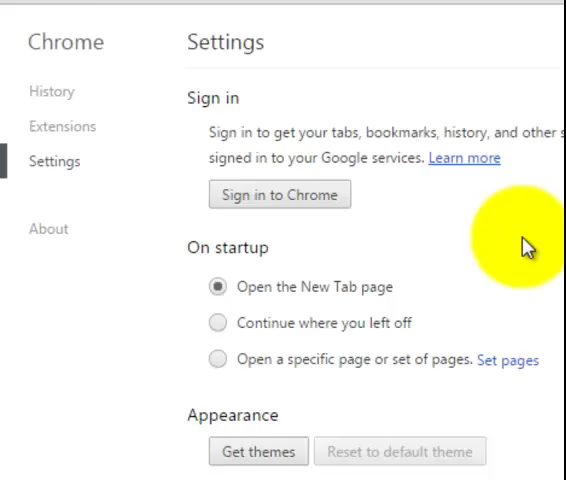 Chrome
Settings
History
Extensions
Settings
About
Sign in
Sign in to get your tabs, bookmarks, history, and other
signed in to your Google services. Learn more
Sign in to Chrome
On startup
Open the New Tab page
Continue where you left off
Open a specific page or set of pages. Set pages
Appearance
Get themes
Reset to default theme